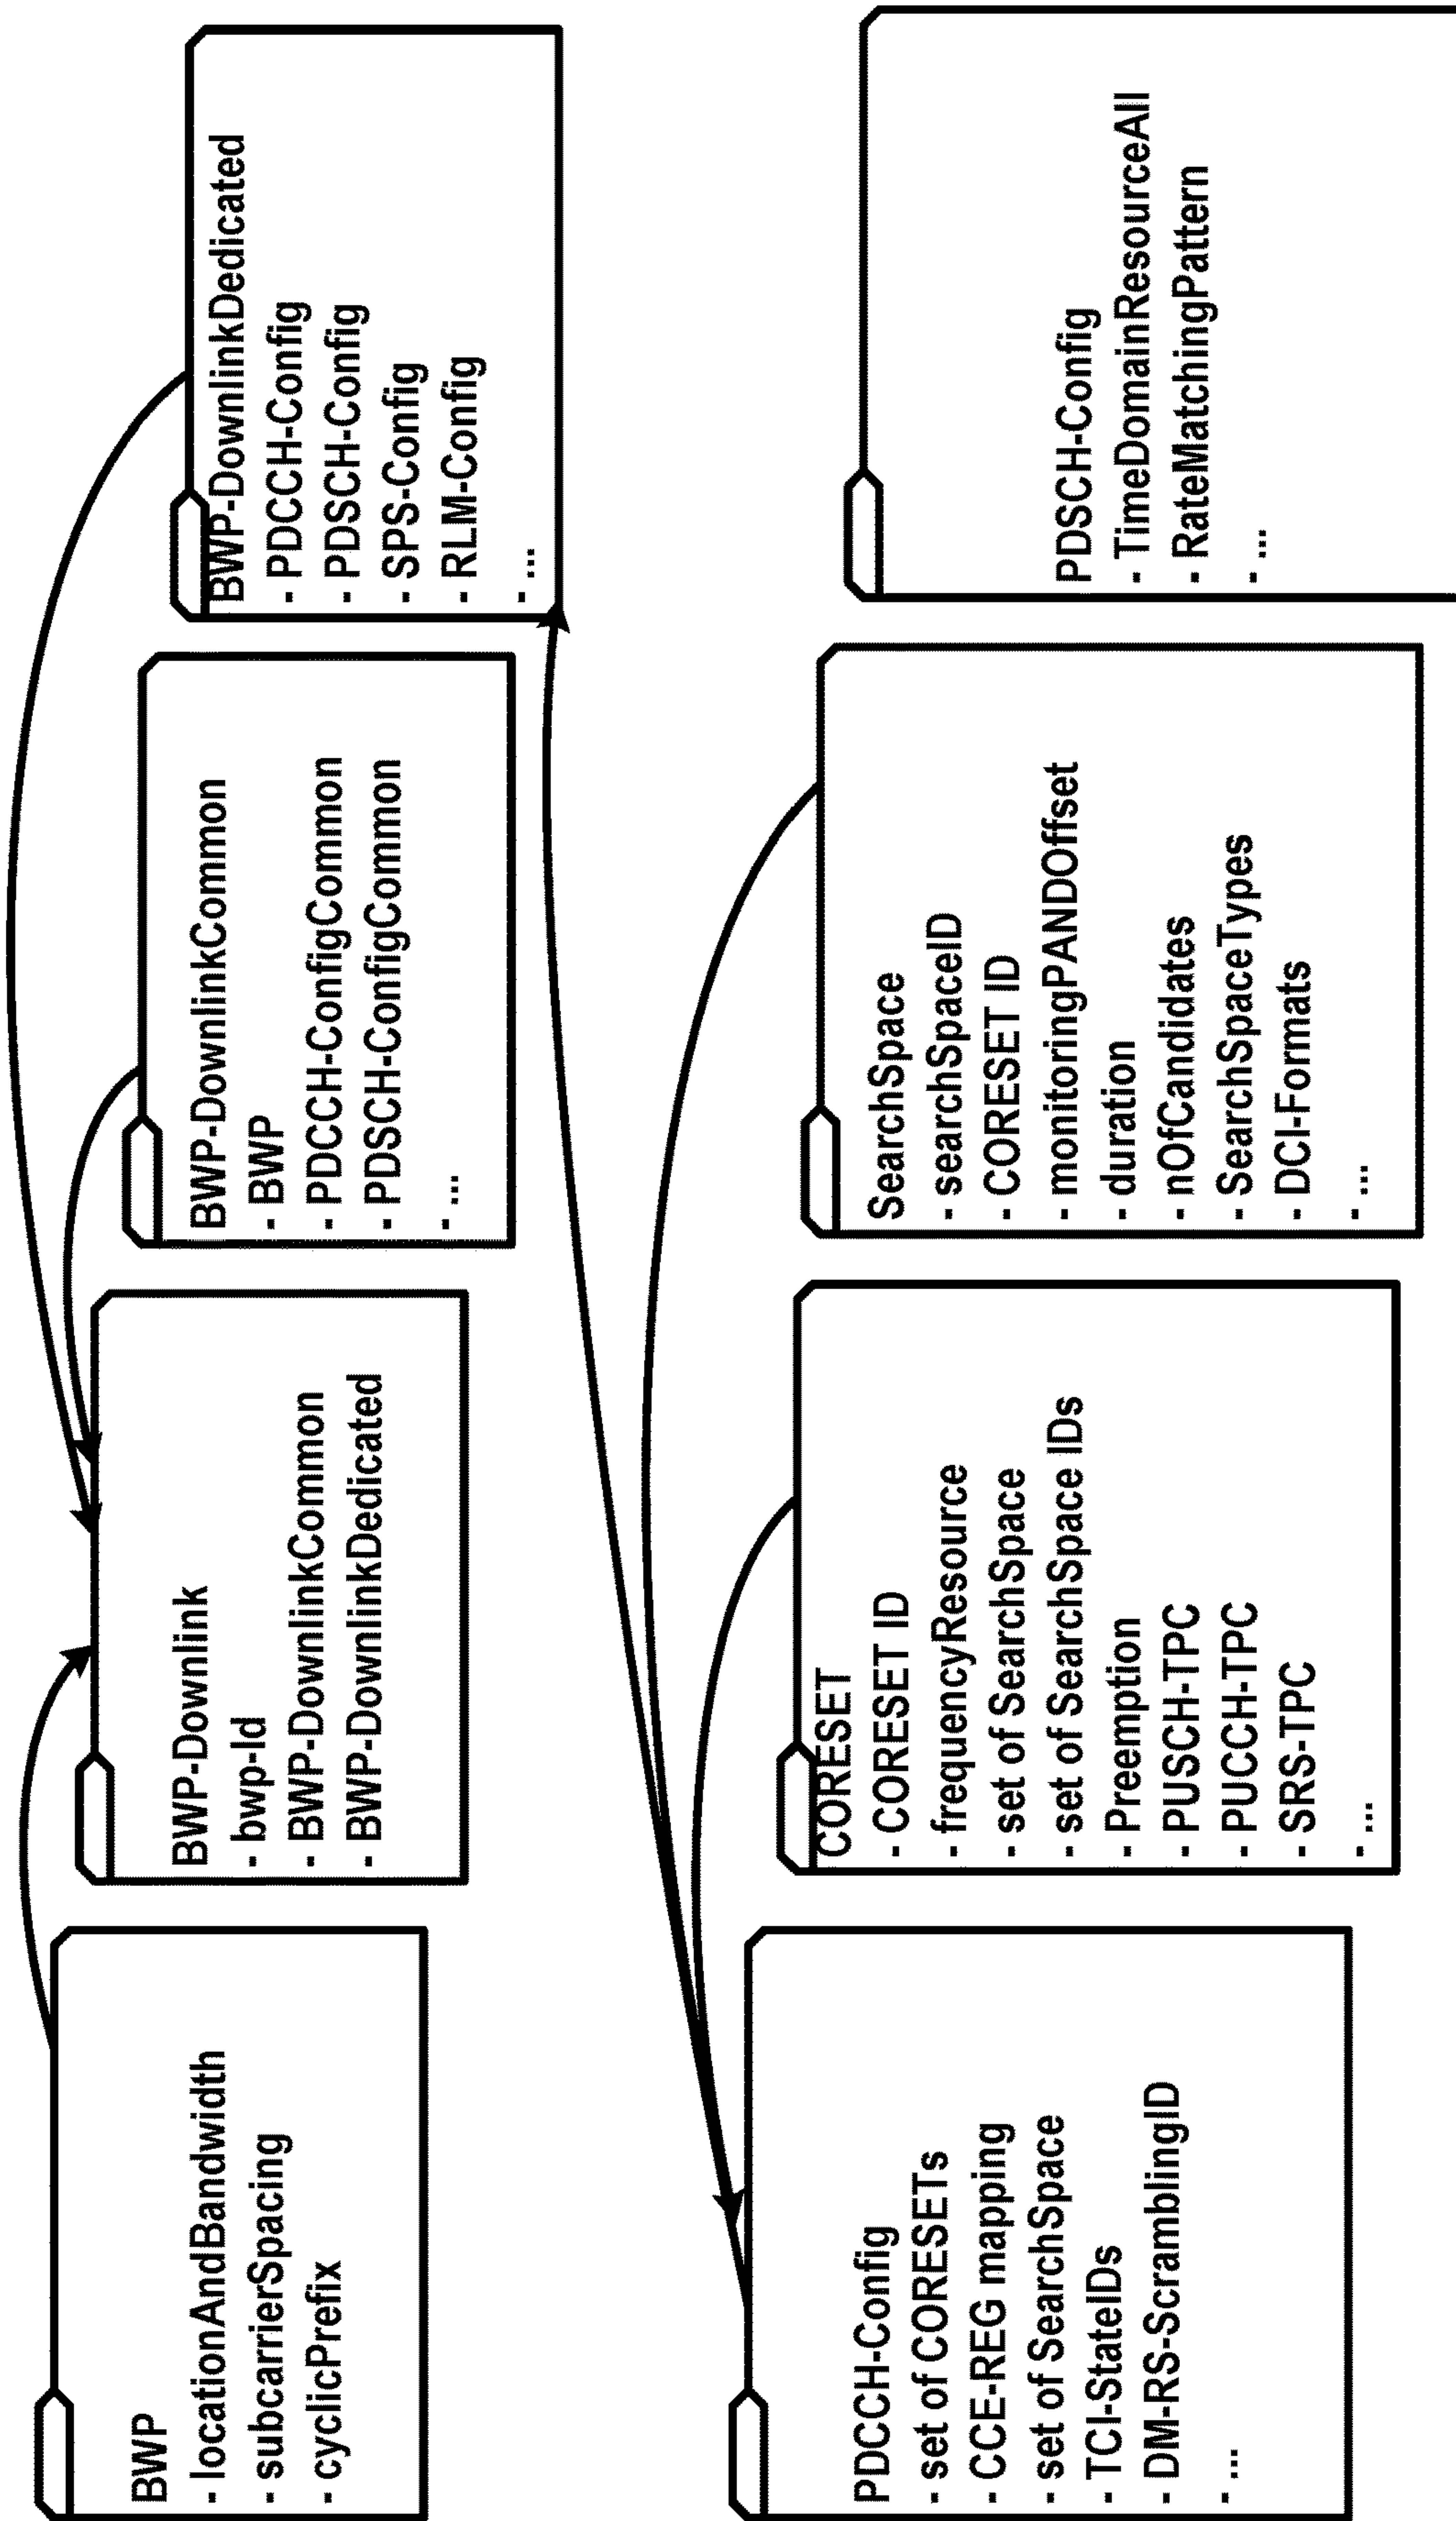 BWP
- locationAndBandwidth
- subcarrierSpacing
- cyclicPrefix
BWP-Downlink
- bwp-Id
- BWP-DownlinkCommon
- BWP-DownlinkDedicated
BWP-DownlinkCommon
- BWP
- PDCCH-ConfigCommon
- PDSCH-ConfigCommon
- ...
BWP-DownlinkDedicated
- PDCCH-Config
- PDSCH-Config
- SPS-Config
- RLM-Config
- ...
PDCCH-Config
- set of CORESETs
- CCE-REG mapping
- set of SearchSpace
- TCI-StateIDs
- DM-RS-ScramblingID
- ...
CORESET
- CORESET ID
- frequencyResource
- set of SearchSpace
- set of SearchSpace IDs
- Preemption
- PUSCH-TPC
- PUCCH-TPC
- SRS-TPC
- ...
SearchSpace
- searchSpaceID
- CORESET ID
- monitoringPANDOffset
- duration
- nOfCandidates
- SearchSpaceTypes
- DCI-Formats
- ...
PDSCH-Config
- TimeDomainResourceAll
- RateMatchingPattern
- ...